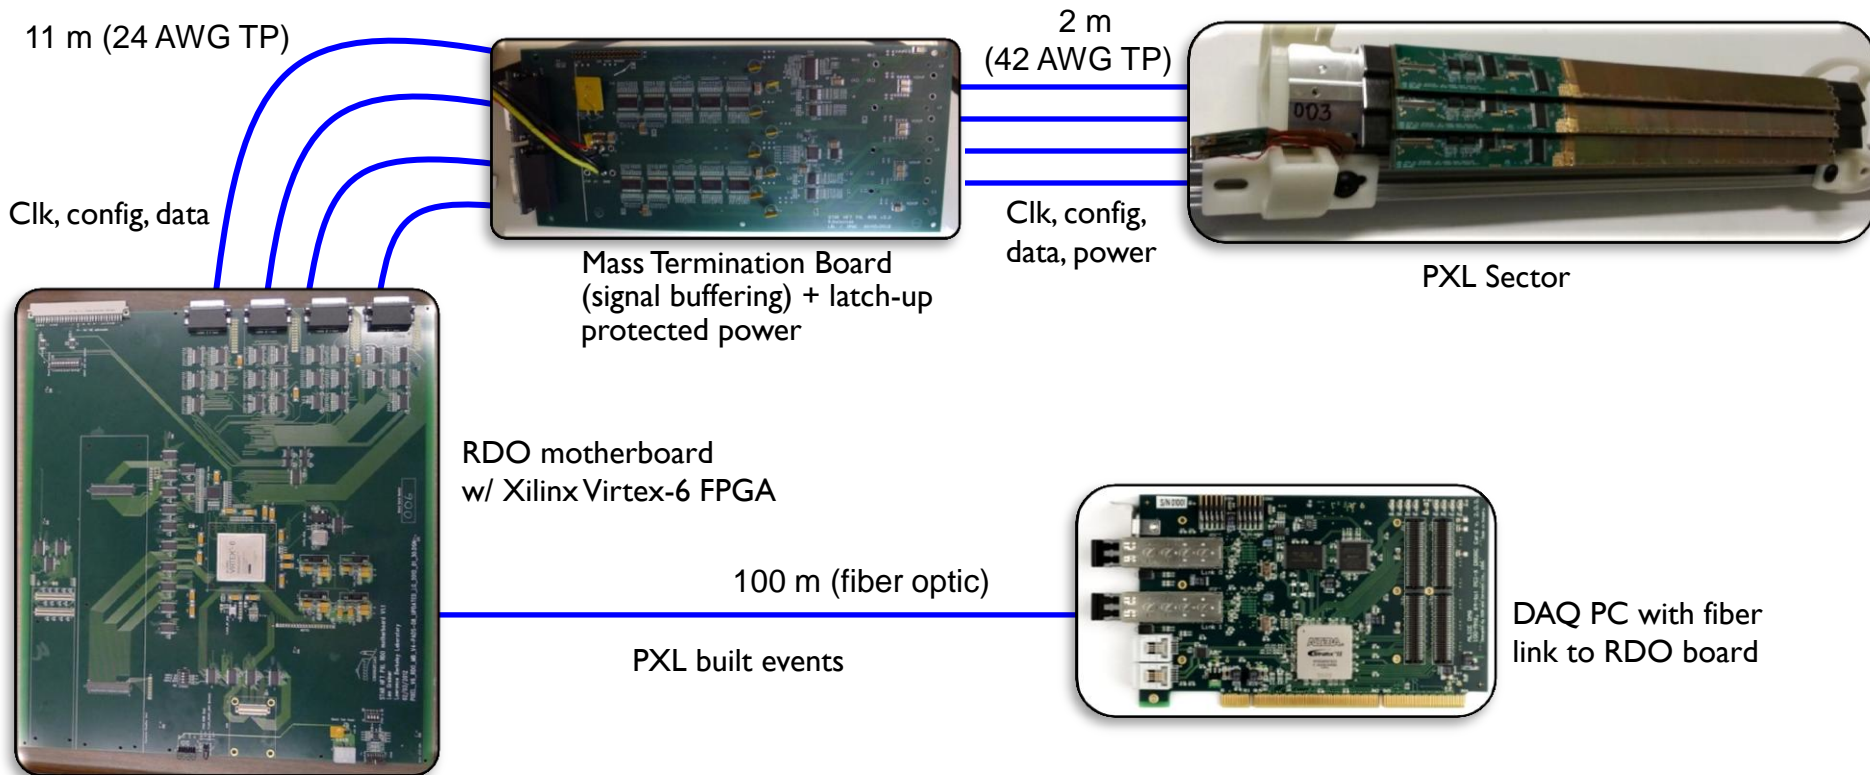 11 m (24 AWG TP)
2 m
(42 AWG TP)
003
Clk, config, data
Clk, config,
data, power
Mass Termination Board
(signal buffering) + latch-up
protected power
PXL Sector
RDO motherboard
w/ Xilinx Virtex-6 FPGA
VIRTEX-6
100 m (fiber optic)
PXL built events
DAQ PC with fiber
link to RDO board